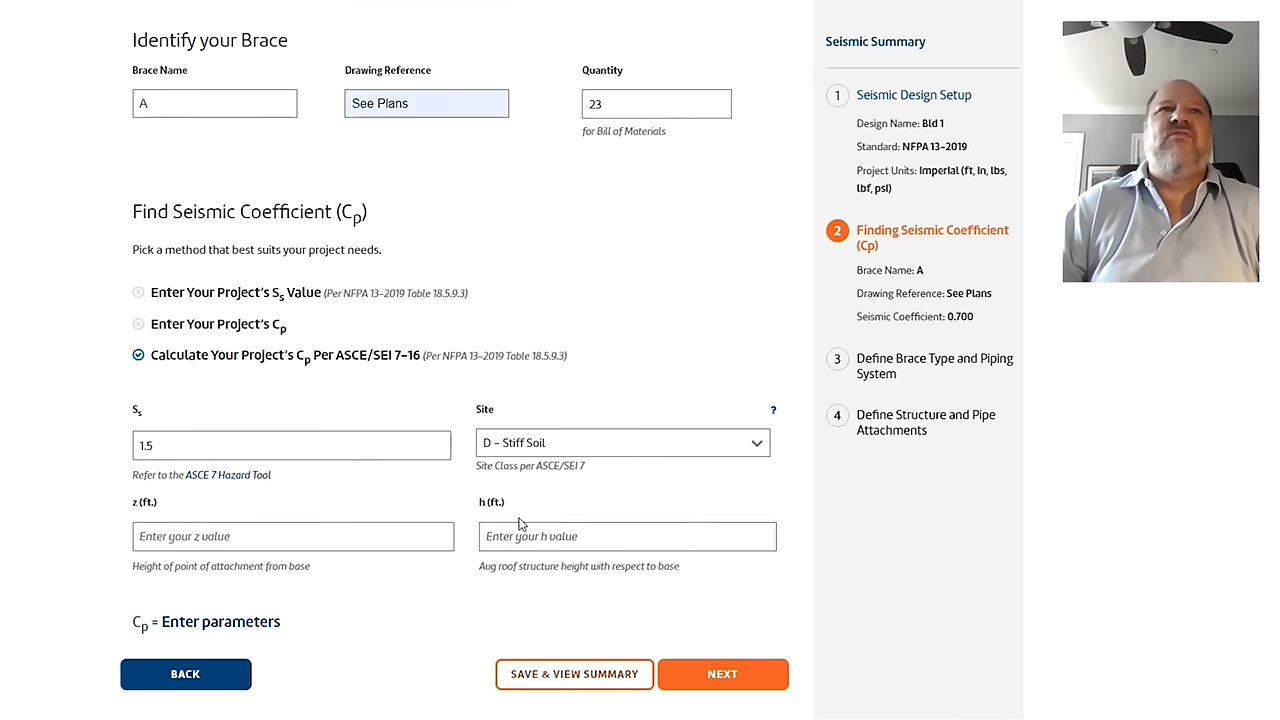 Identify your Brace
Brace Name
Drawing Reference
Quantity
A
See Plans
23
for Bill of Materials
Find Seismic Coefficient (Cp)
Pick a method that best suits your project needs.
Enter Your Project's Ss Value (Per NFPA 13-2019 Table 18.5.9.3)
Enter Your Project's Cp
Calculate Your Project's Cp Per ASCE/SEI 7-16 (Per NFPA 13-2019 Table 18.5.9.3)
Ss
Site
?
1.5
D - Stiff Soil
Refer to the ASCE 7 Hazard Tool
Site Class per ASCE/SEI 7
z (ft.)
h (ft.)
Enter your z value
Enter your h value
Height of point of attachment from base
Avg roof structure height with respect to base
Cp = Enter parameters
BACK
SAVE & VIEW SUMMARY
NEXT
Seismic Summary
1
Seismic Design Setup
Design Name: Bld 1
Standard: NFPA 13-2019
Project Units: Imperial (ft, in, lbs,
lbf, psi)
2
Finding Seismic Coefficient
(Cp)
Brace Name: A
Drawing Reference: See Plans
Seismic Coefficient: 0.700
3
Define Brace Type and Piping
System
4
Define Structure and Pipe
Attachments